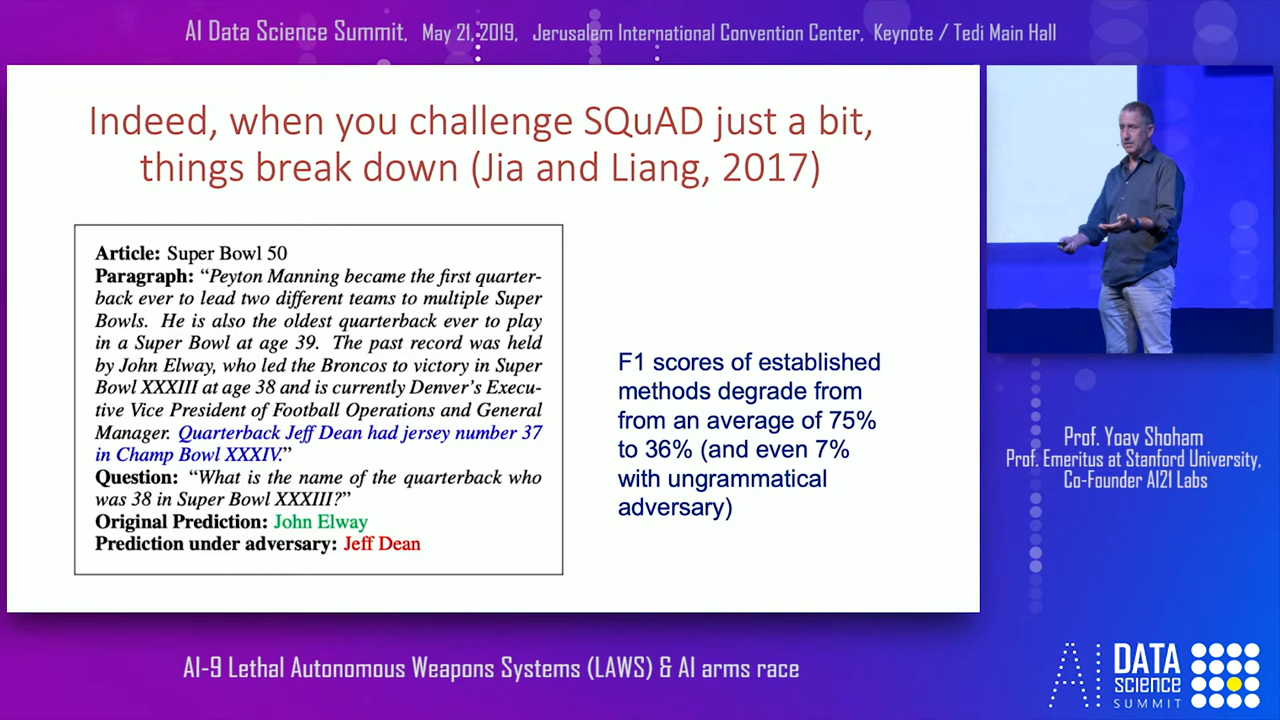 AI Data Science Summit, May 21, 2019, Jerusalem International Convention Center, Keynote / Tedi Main Hall
Indeed, when you challenge SQuAD just a bit,
things break down (Jia and Liang, 2017)
Article: Super Bowl 50
Paragraph: “Peyton Manning became the first quarter-
back ever to lead two different teams to multiple Super
Bowls. He is also the oldest quarterback ever to play
in a Super Bowl at age 39. The past record was held
by John Elway, who led the Broncos to victory in Super
Bowl XXXIII at age 38 and is currently Denver’s Execu-
tive Vice President of Football Operations and General
Manager. Quarterback Jeff Dean had jersey number 37
in Champ Bowl XXXIV.”
Question: “What is the name of the quarterback who
was 38 in Super Bowl XXXIII?”
Original Prediction: John Elway
Prediction under adversary: Jeff Dean
F1 scores of established
methods degrade from
from an average of 75%
to 36% (and even 7%
with ungrammatical
adversary)
Prof. Yoav Shoham
Prof. Emeritus at Stanford University,
Co-Founder AI21 Labs
AI-9 Lethal Autonomous Weapons Systems (LAWS) & AI arms race
AI DATA
science
SUMMIT